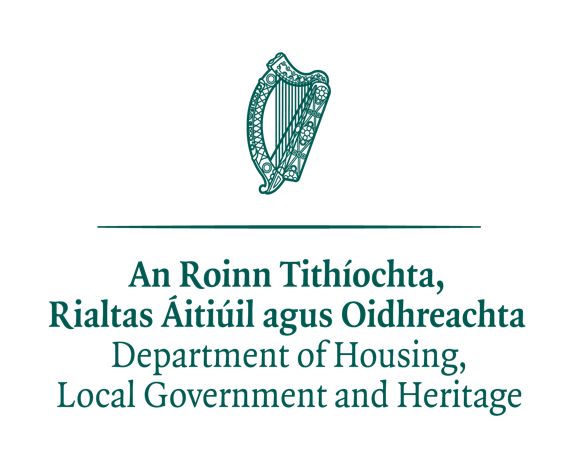 An Roinn Tithíochta,
Rialtas Áitiúil agus Oidhreachta
Department of Housing,
Local Government and Heritage